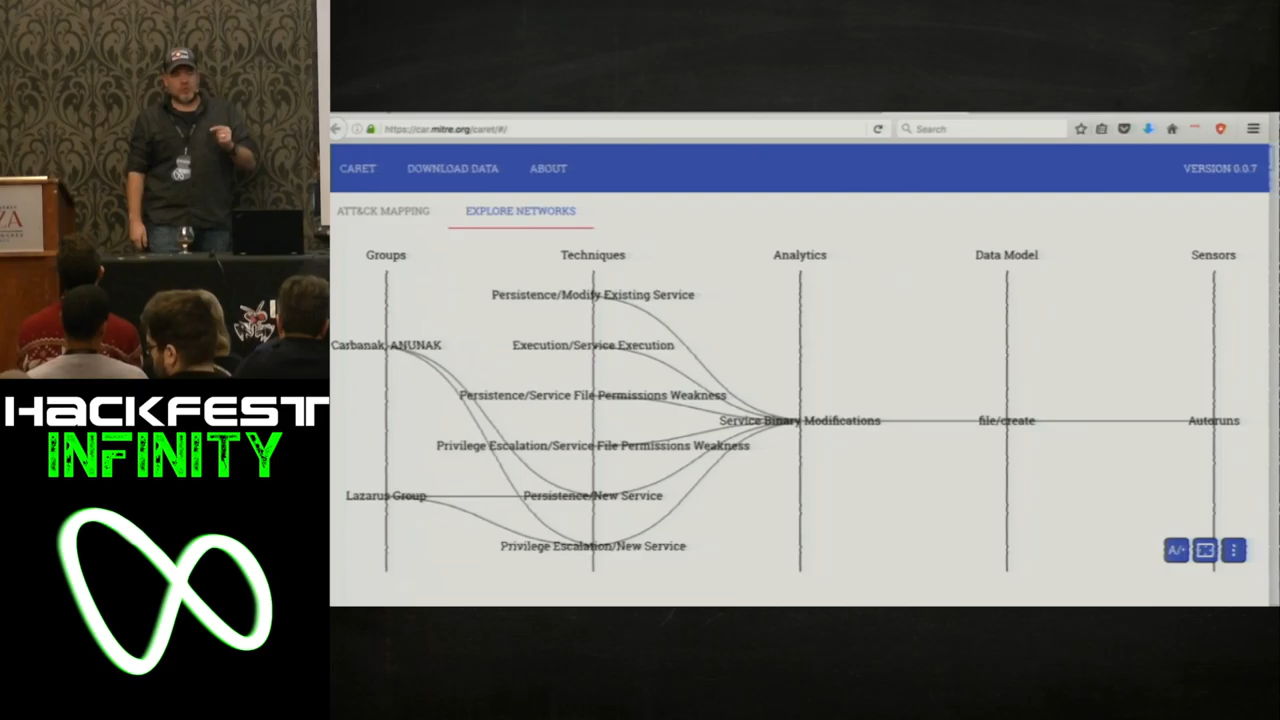 https://car.mitre.org/caret/#/
Search
CARET
DOWNLOAD DATA
ABOUT
VERSION 0.0.7
ATT&CK MAPPING
EXPLORE NETWORKS
Groups
Techniques
Analytics
Data Model
Sensors
Persistence/Modify Existing Service
Carbanak, ANUNAK
Execution/Service Execution
Persistence/Service File Permissions Weakness
Service Binary Modifications
file/create
Autoruns
Privilege Escalation/Service File Permissions Weakness
Lazarus Group
Persistence/New Service
Privilege Escalation/New Service
A/-
ZA
HACKFEST
INFINITY